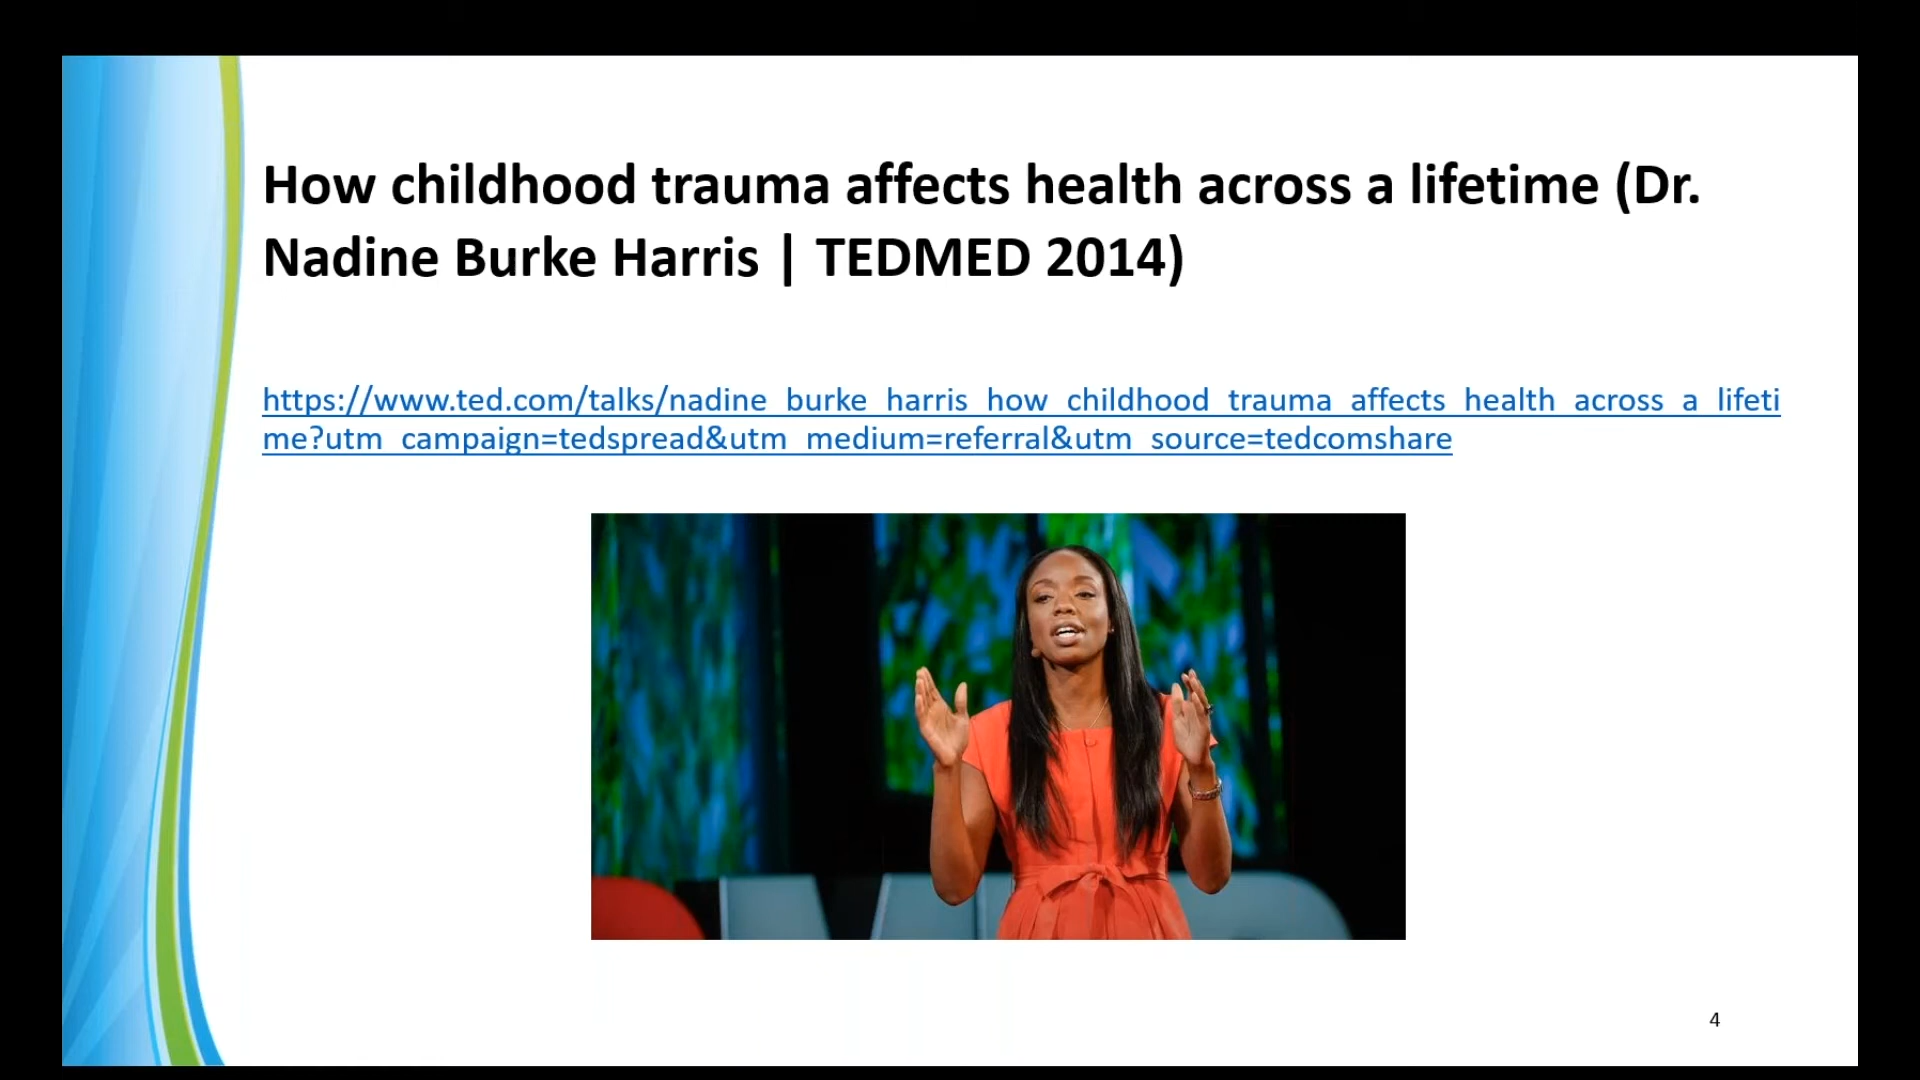 How childhood trauma affects health across a lifetime (Dr.
Nadine Burke Harris | TEDMED 2014)
https://www.ted.com/talks/nadine_burke_harris_how_childhood_trauma_affects_health_across_a_lifeti
me?utm_campaign=tedspread&utm_medium=referral&utm_source=tedcomshare
4